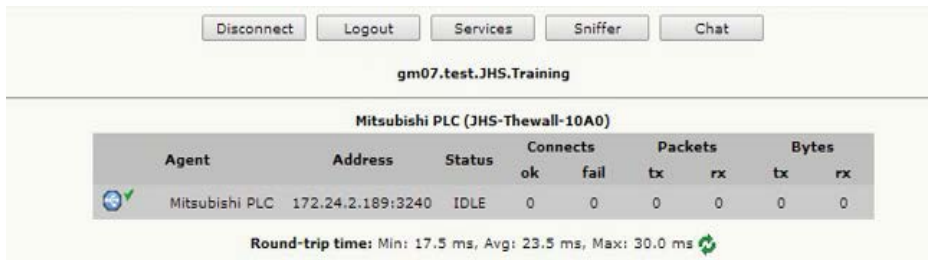 Disconnect Logout Services Sniffer Chat
gm07.test.JHS.Training
Mitsubishi PLC (JHS-Thewall-10A0)
Agent Address Status Connects Packets Bytes
ok fail tx rx tx rx
Mitsubishi PLC 172.24.2.189:3240 IDLE 0 0 0 0 0 0
Round-trip time: Min: 17.5 ms, Avg: 23.5 ms, Max: 30.0 ms